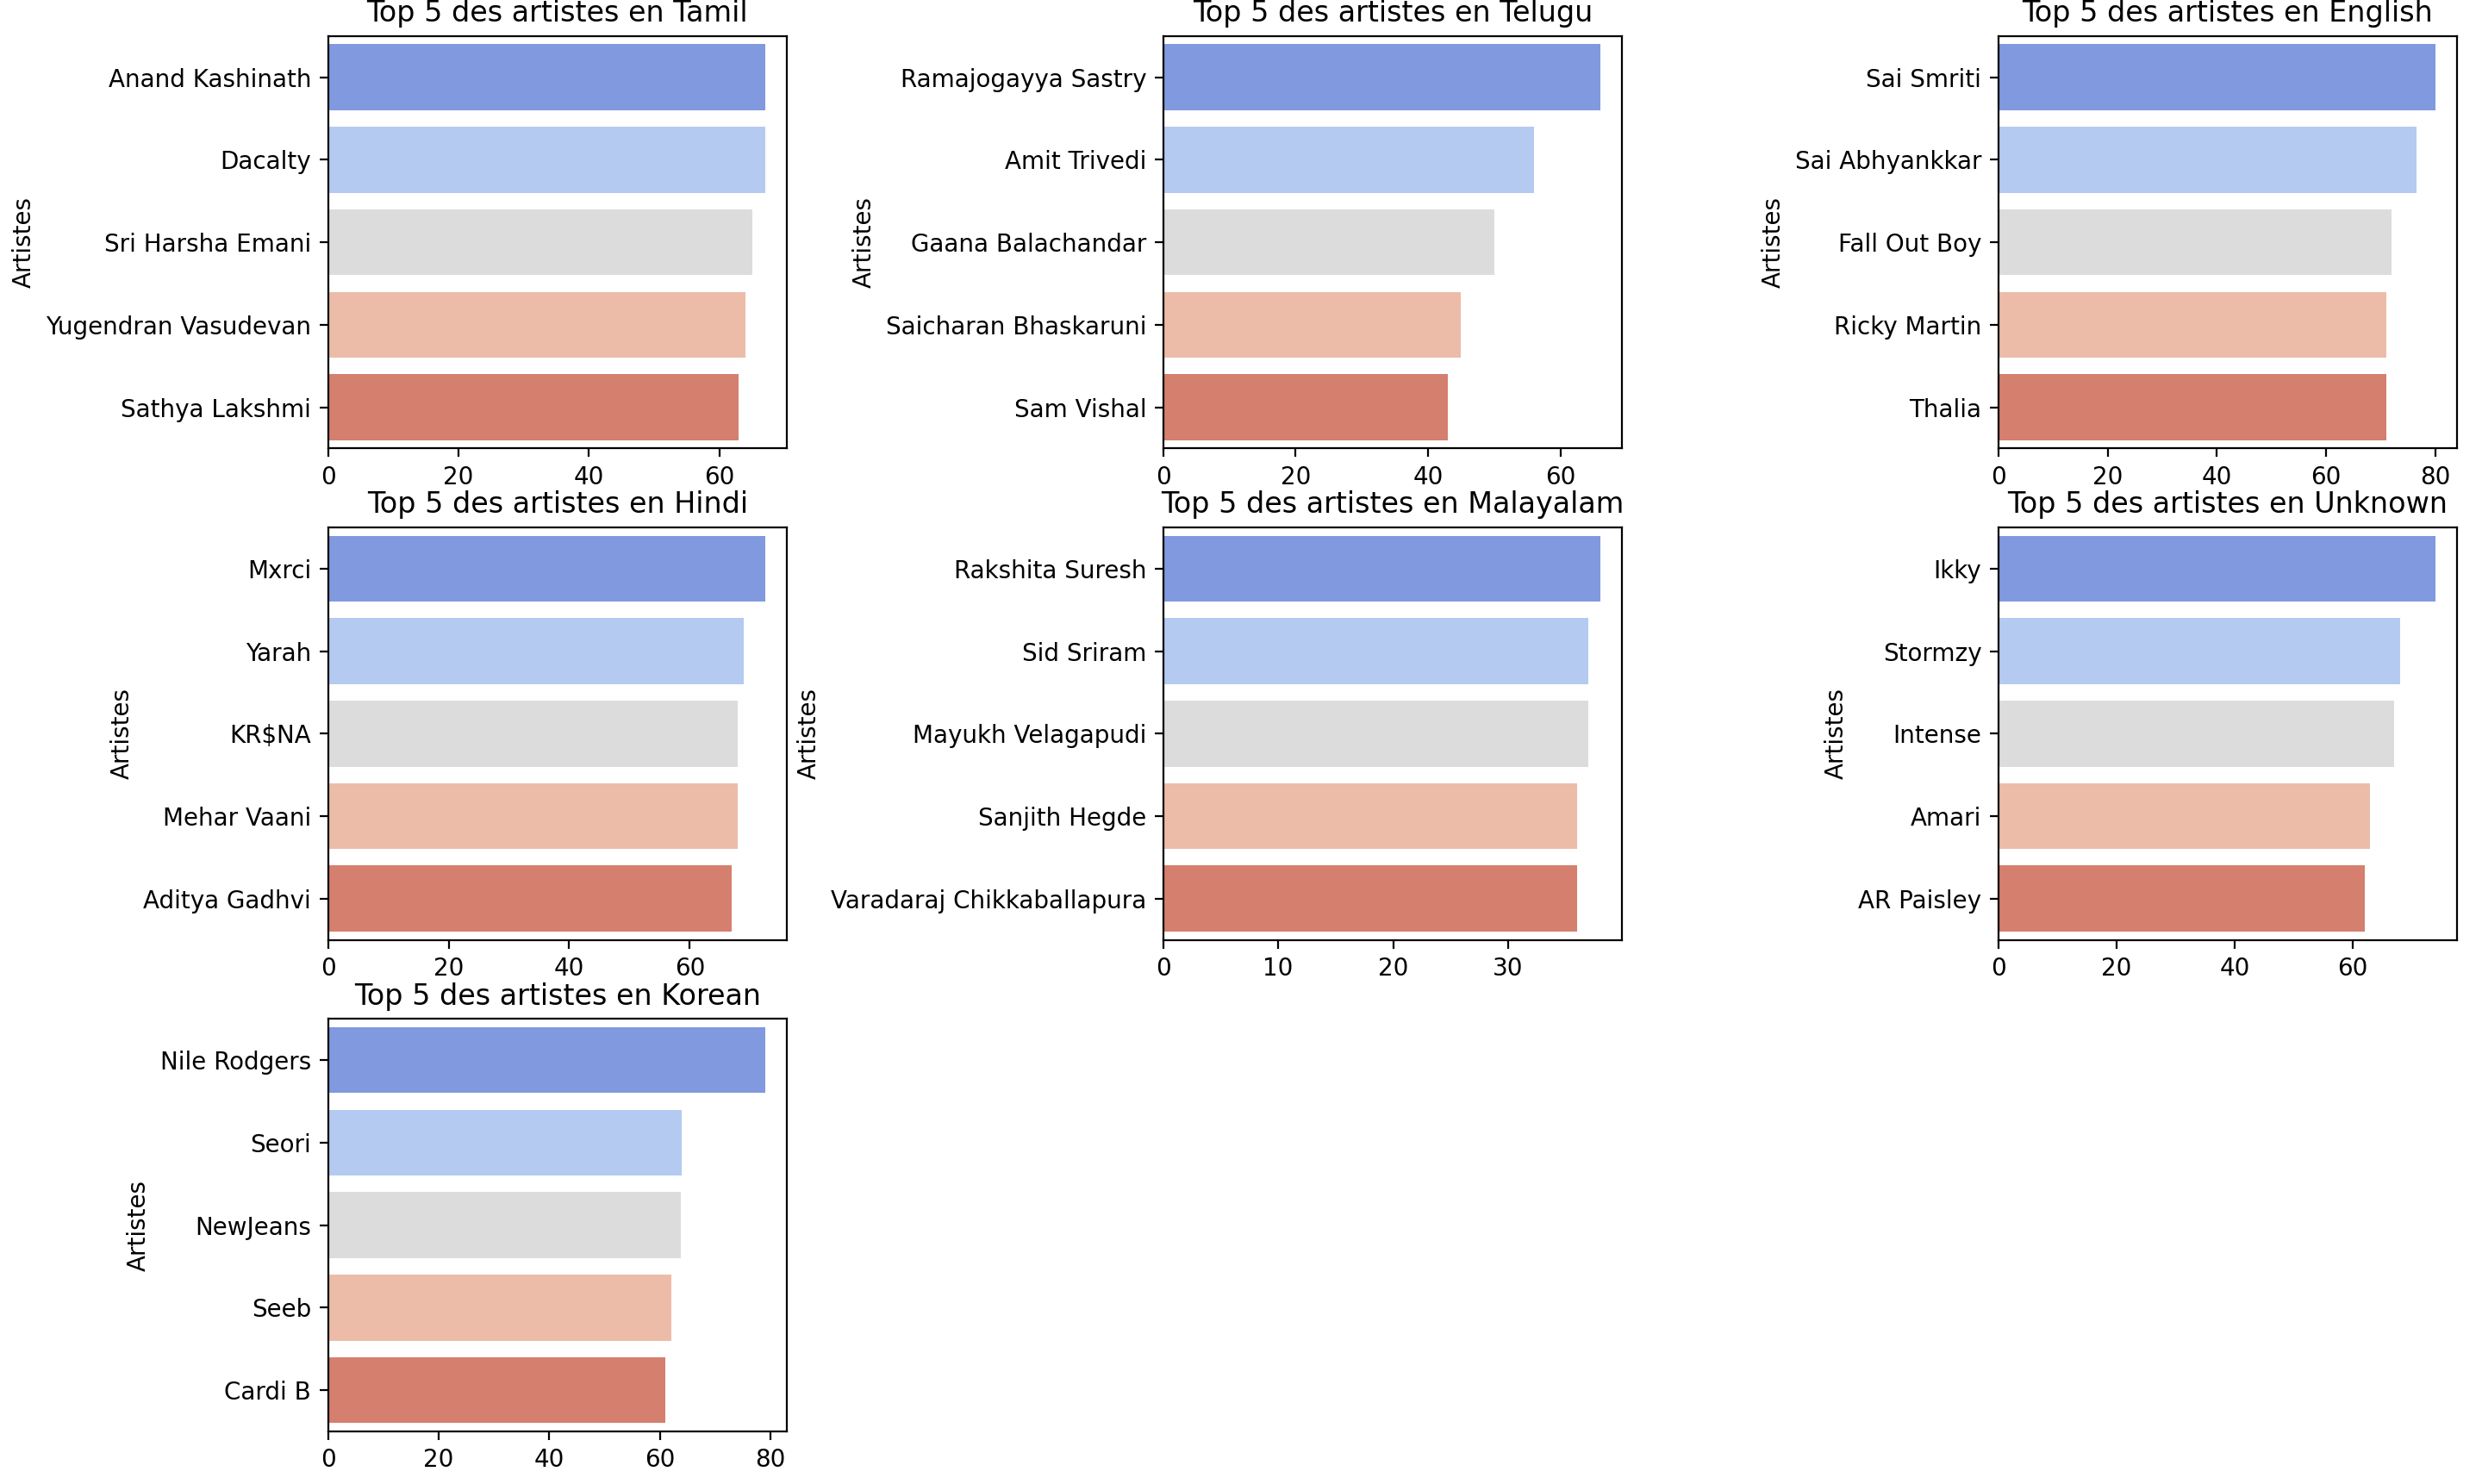 Top 5 des artistes en Tamil
Artistes
Anand Kashinath
Dacalty
Sri Harsha Emani
Yugendran Vasudevan
Sathya Lakshmi
0 20 40 60
Top 5 des artistes en Telugu
Artistes
Ramajogayya Sastry
Amit Trivedi
Gaana Balachandar
Saicharan Bhaskaruni
Sam Vishal
0 20 40 60
Top 5 des artistes en English
Artistes
Sai Smriti
Sai Abhyankkar
Fall Out Boy
Ricky Martin
Thalia
0 20 40 60 80
Top 5 des artistes en Hindi
Artistes
Mxrci
Yarah
KR$NA
Mehar Vaani
Aditya Gadhvi
0 20 40 60
Top 5 des artistes en Malayalam
Artistes
Rakshita Suresh
Sid Sriram
Mayukh Velagapudi
Sanjith Hegde
Varadaraj Chikkaballapura
0 10 20 30
Top 5 des artistes en Unknown
Artistes
Ikky
Stormzy
Intense
Amari
AR Paisley
0 20 40 60
Top 5 des artistes en Korean
Artistes
Nile Rodgers
Seori
NewJeans
Seeb
Cardi B
0 20 40 60 80